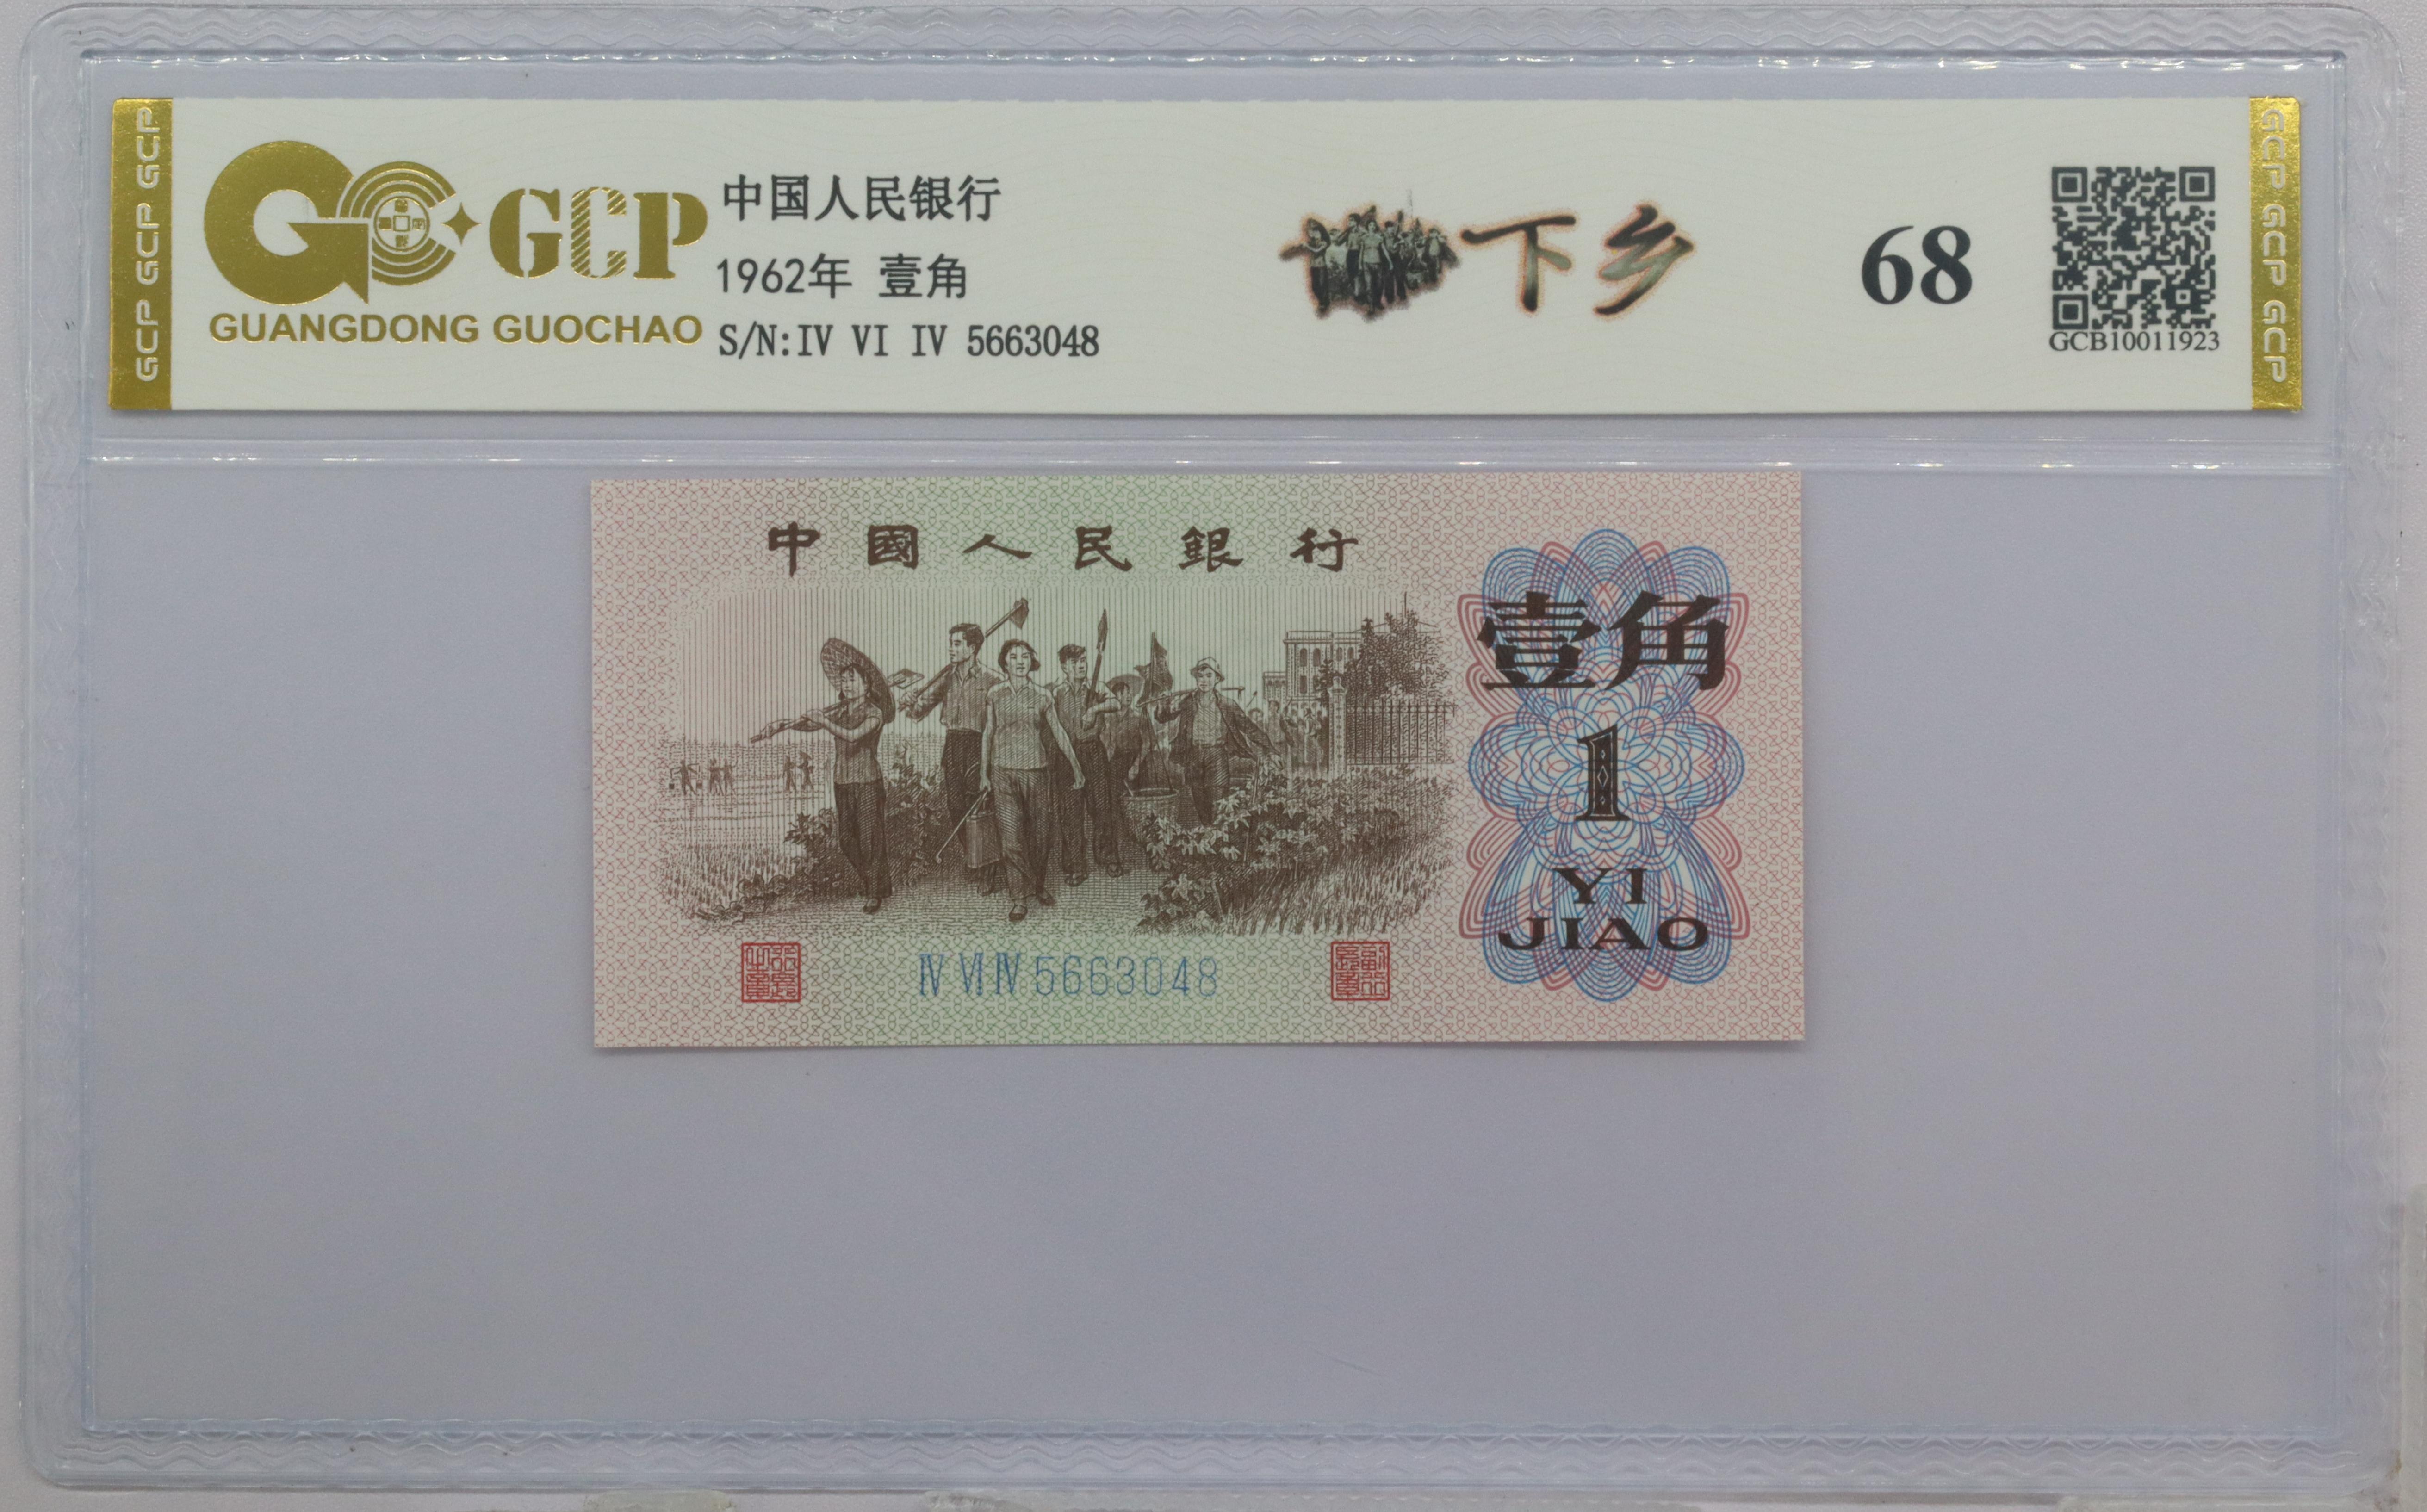 GCP GCP GCP
GCP
GUANGDONG GUOCHAO
中国人民银行
1962年 壹角
S/N:IV VI IV 5663048
下乡
68
GCB10011923
GCP GCP GCP GCP
中國人民銀行
壹角
1
YI
JIAO
Ⅳ Ⅵ Ⅳ 5663048